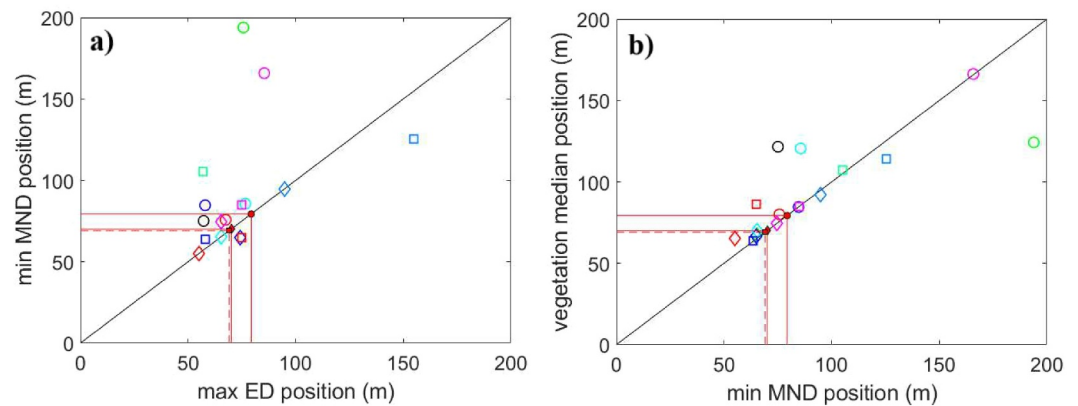 a)
min MND position (m)
200
150
100
50
0
0 50 100 150 200
max ED position (m)
b)
vegetation median position (m)
200
150
100
50
0
0 50 100 150 200
min MND position (m)